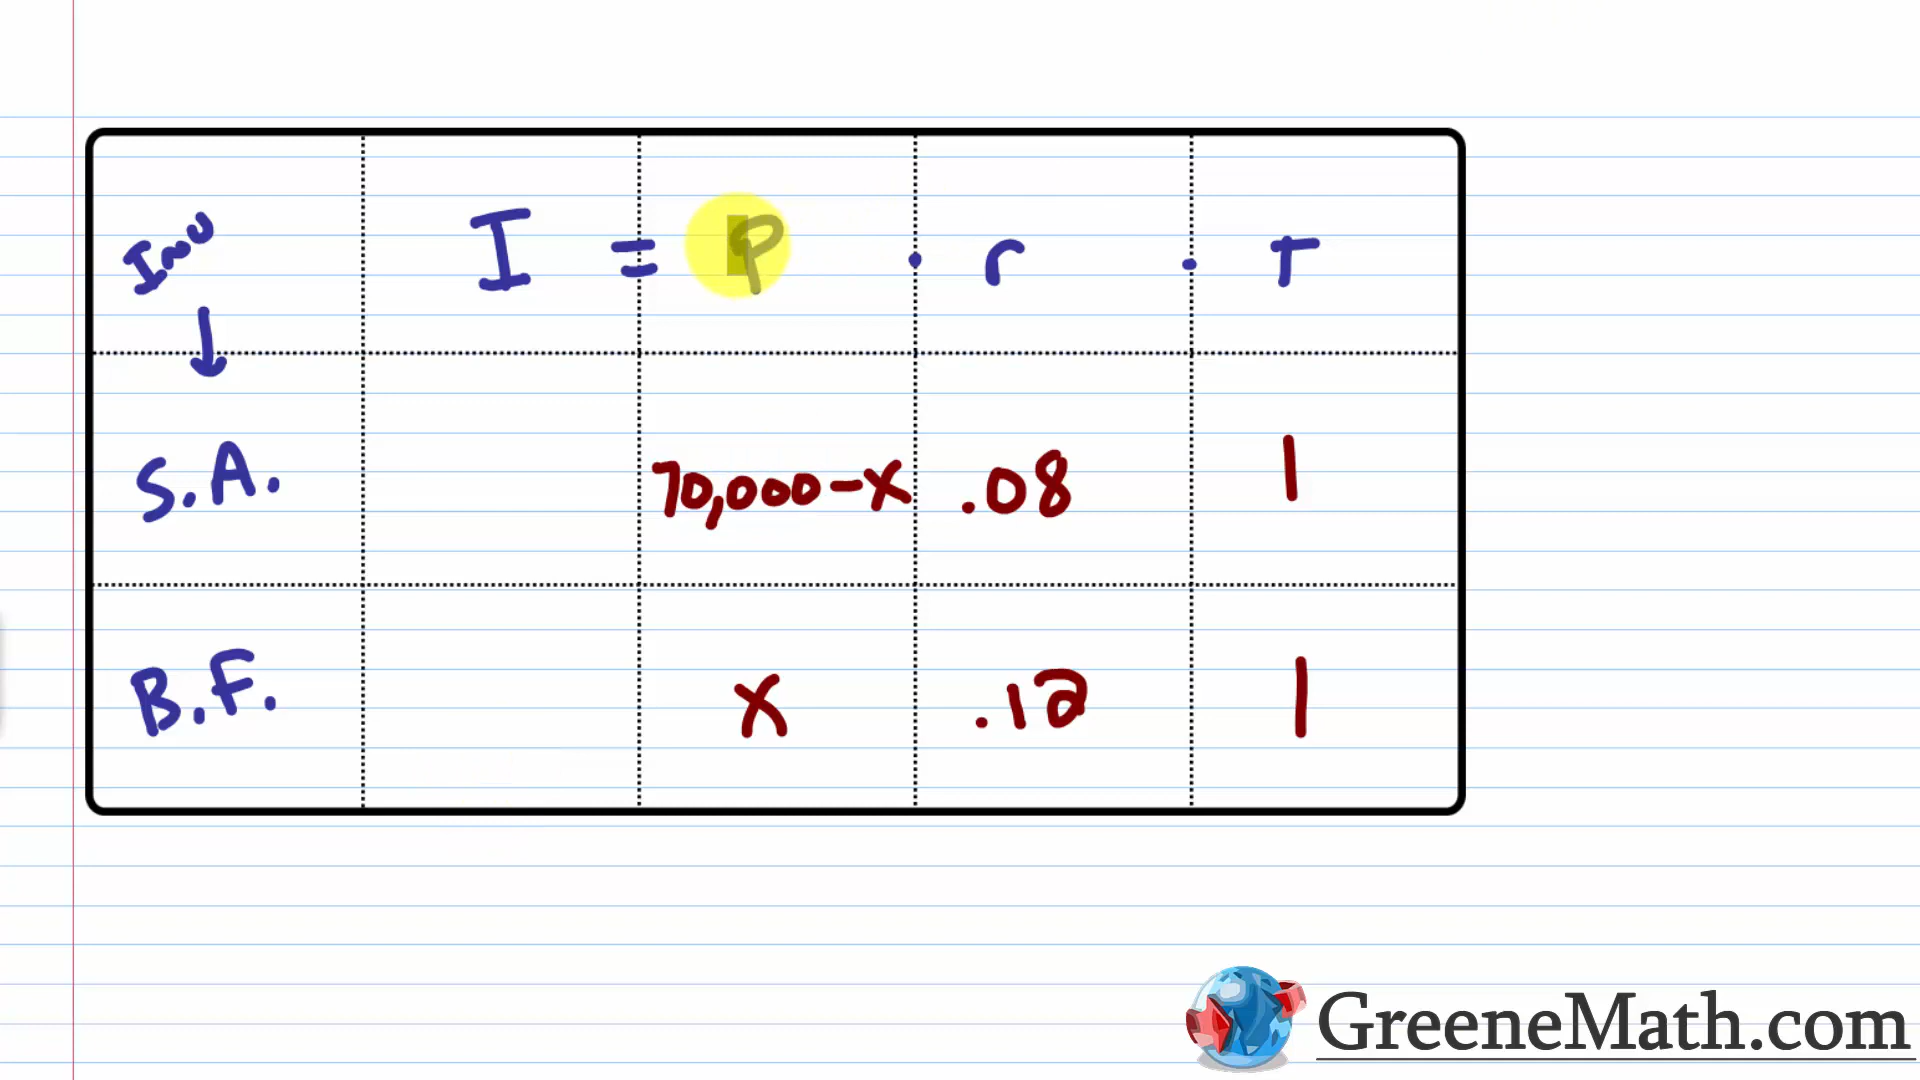 Inv I = P · r · T
S.A. 70,000-x .08 1
B.F. x .12 1
GreeneMath.com